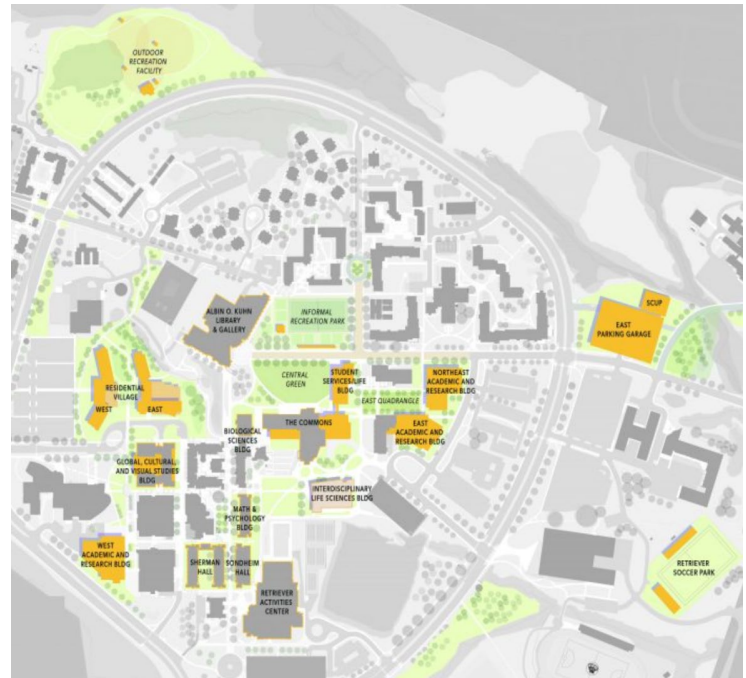 OUTDOOR
RECREATION
FACILITY
ALBIN O. KUHN
LIBRARY
& GALLERY
INFORMAL
RECREATION PARK
SCUP
EAST
PARKING GARAGE
RESIDENTIAL
VILLAGE
WEST
EAST
CENTRAL
GREEN
STUDENT
SERVICES/LIFE
BLDG
NORTHEAST
ACADEMIC AND
RESEARCH BLDG
EAST QUADRANGLE
BIOLOGICAL
SCIENCES
BLDG
THE COMMONS
EAST
ACADEMIC AND
RESEARCH BLDG
GLOBAL, CULTURAL,
AND VISUAL STUDIES
BLDG
INTERDISCIPLINARY
LIFE SCIENCES BLDG
MATH &
PSYCHOLOGY
BLDG
WEST
ACADEMIC AND
RESEARCH BLDG
SHERMAN
HALL
SONDHEIM
HALL
RETRIEVER
ACTIVITIES
CENTER
RETRIEVER
SOCCER PARK